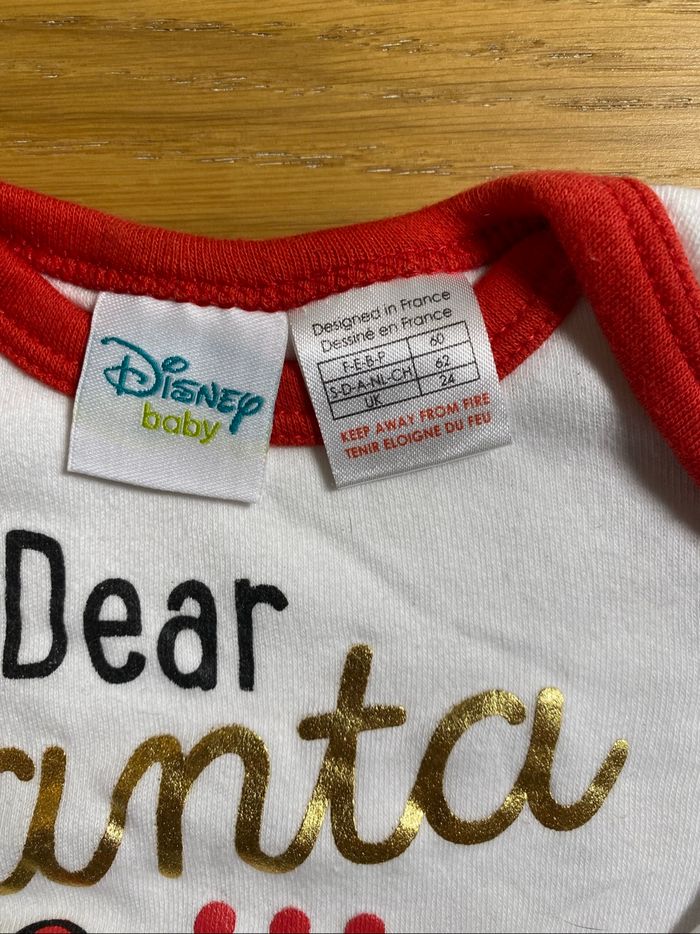 Disney
baby
Designed in France
Dessiné en France
F-E-B-P 60
S-D-A-NL-CH 62
UK 24
KEEP AWAY FROM FIRE
TENIR ELOIGNE DU FEU
Dear
anta